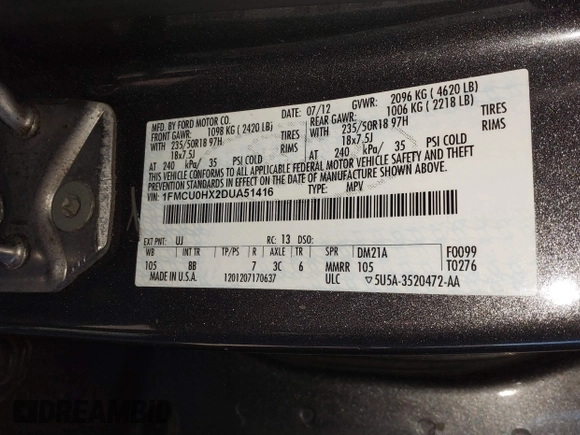 MFD. BY FORD MOTOR CO.
DATE: 07/12
GVWR: 2096 KG ( 4620 LB)
FRONT GAWR: 1098 KG ( 2420 LB)
REAR GAWR: 1006 KG ( 2218 LB)
WITH 235/50R18 97H TIRES
WITH 235/50R18 97H TIRES
18x7.5J RIMS
18x7.5J RIMS
AT 240 kPa/ 35 PSI COLD
AT 240 kPa/ 35 PSI COLD
THIS VEHICLE CONFORMS TO ALL APPLICABLE FEDERAL MOTOR VEHICLE SAFETY AND THEFT
PREVENTION STANDARDS IN EFFECT ON THE DATE OF MANUFACTURE SHOWN ABOVE.
VIN: 1FMCU0HX2DUA51416
TYPE: MPV
EXT PNT: UJ RC: 13 DSO:
WB INT TR TP/PS R AXLE TR SPR DM21A F0099
105 8B 7 3C 6 MMRR 105 T0276
MADE IN U.S.A. 1201207170637 ULC ▽5U5A-3520472-AA
DREAMBID